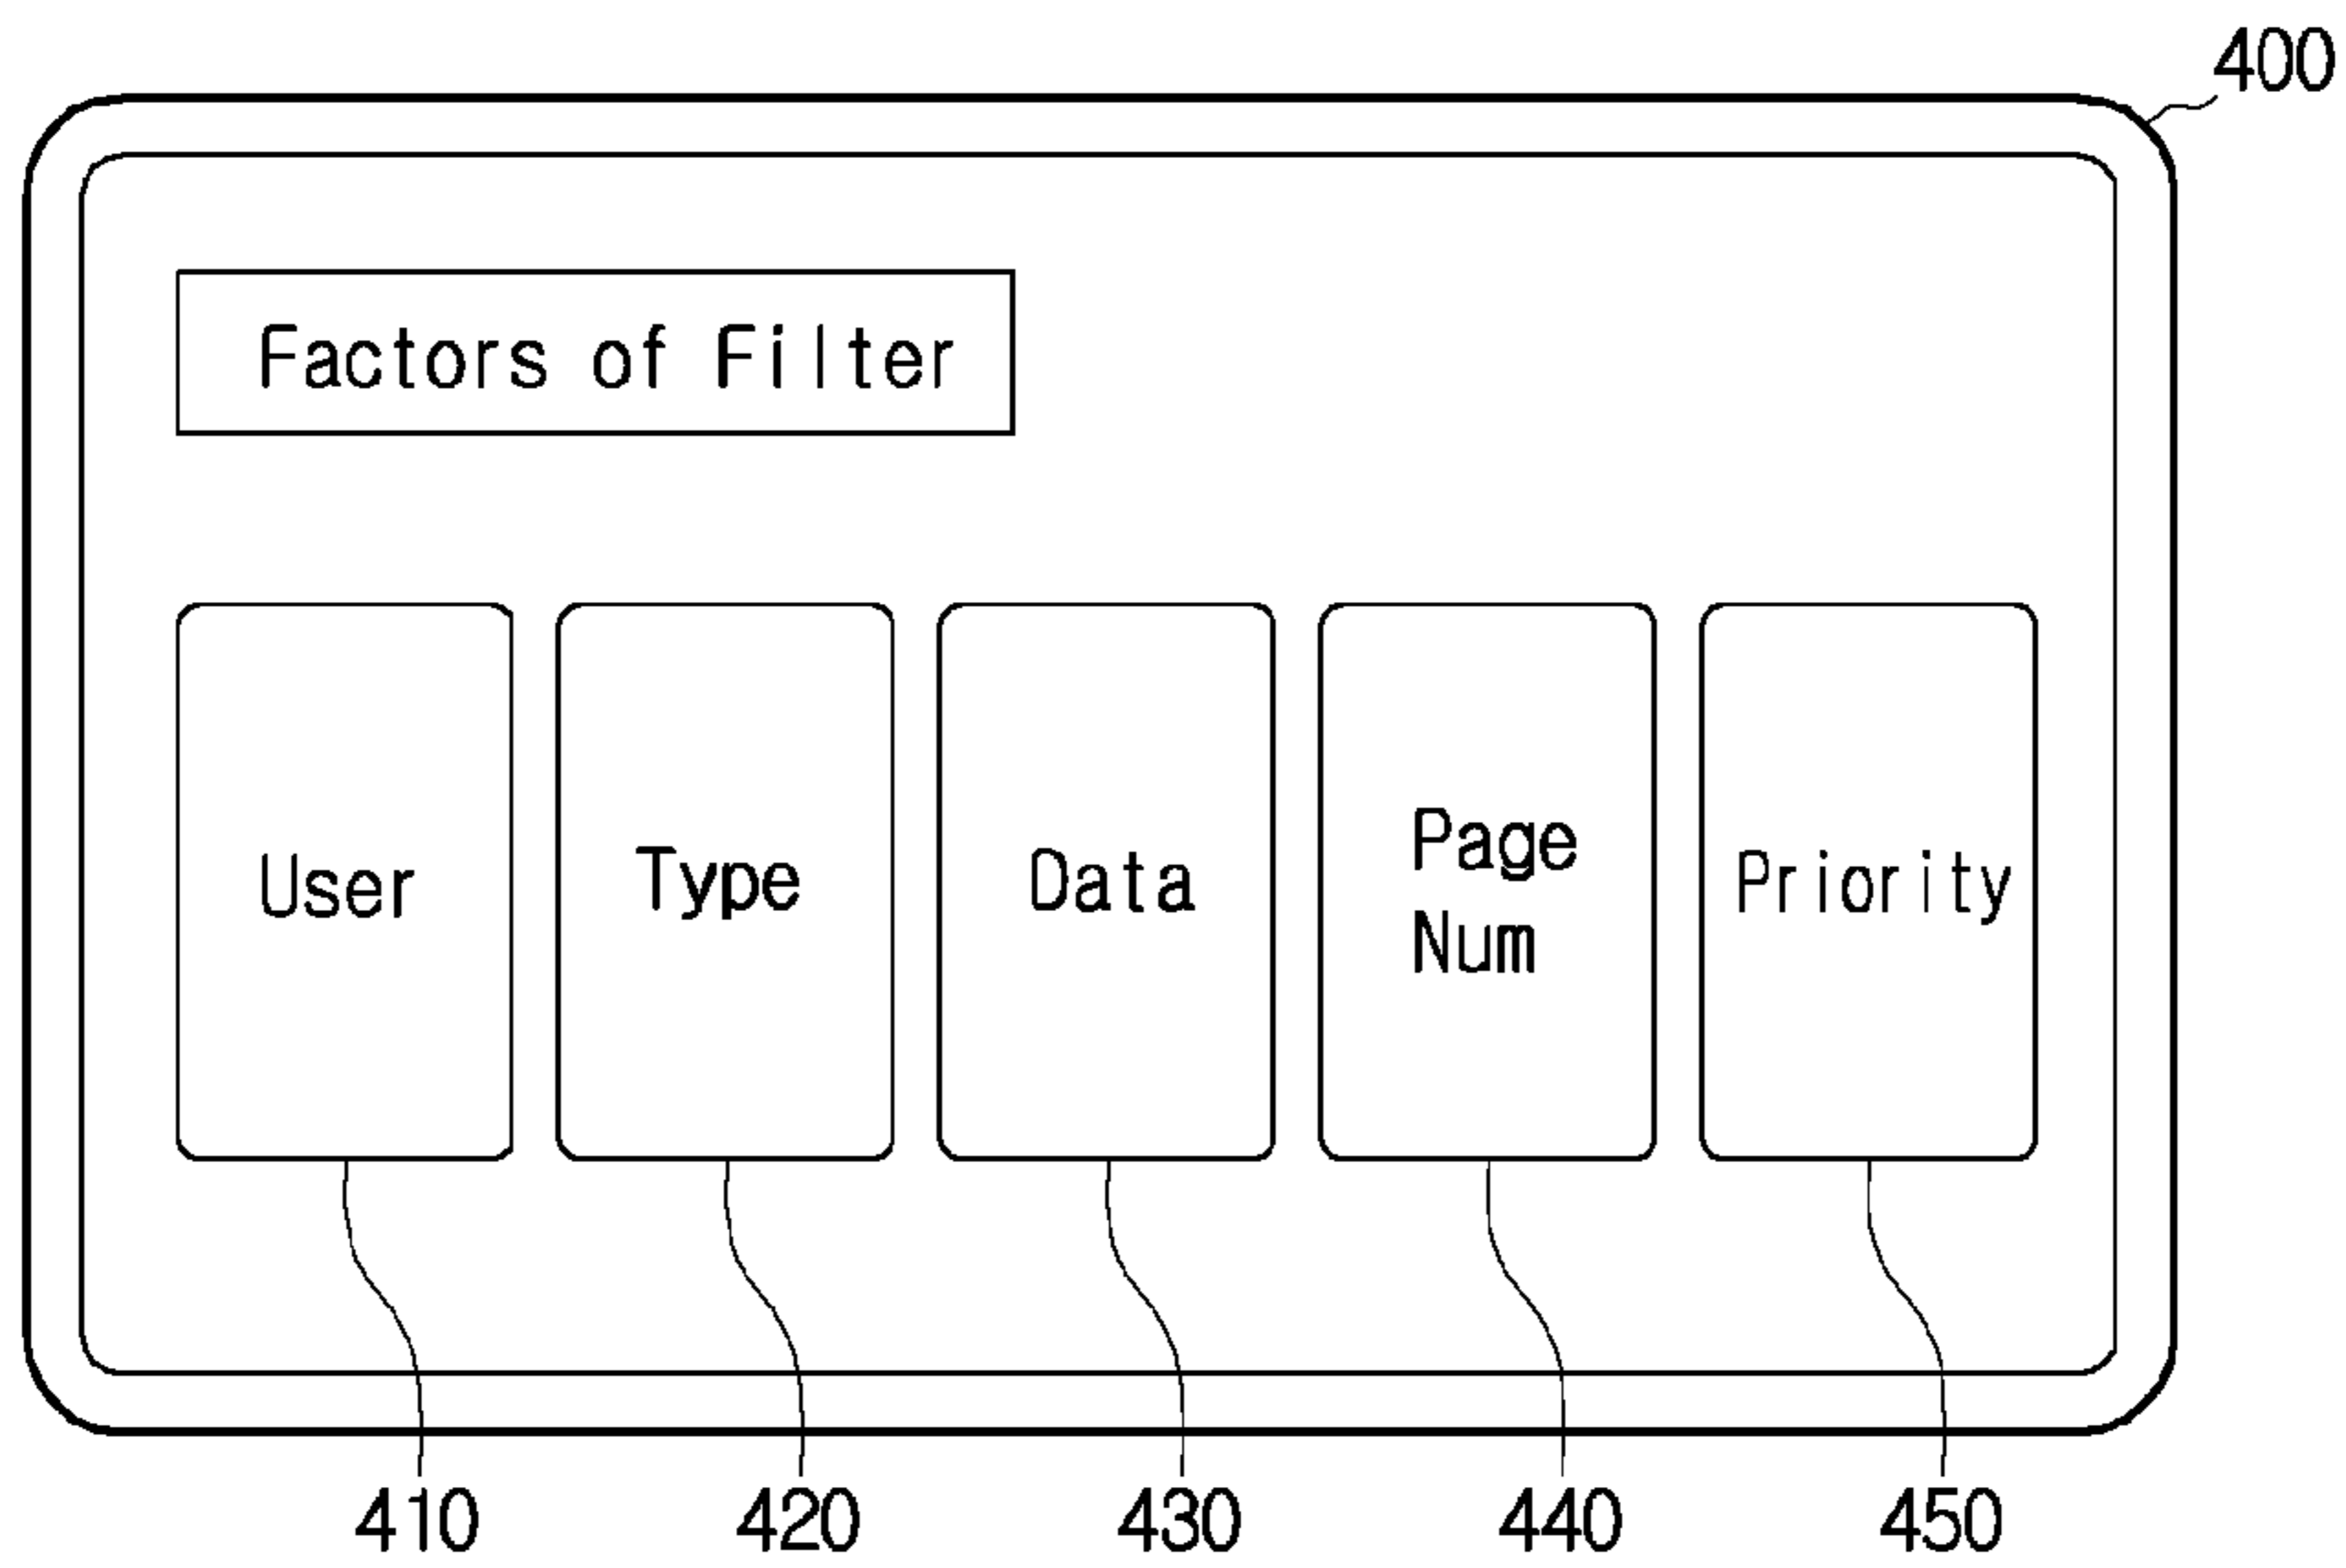 400
Factors of Filter
User
Type
Data
Page
Num
Priority
410
420
430
440
450